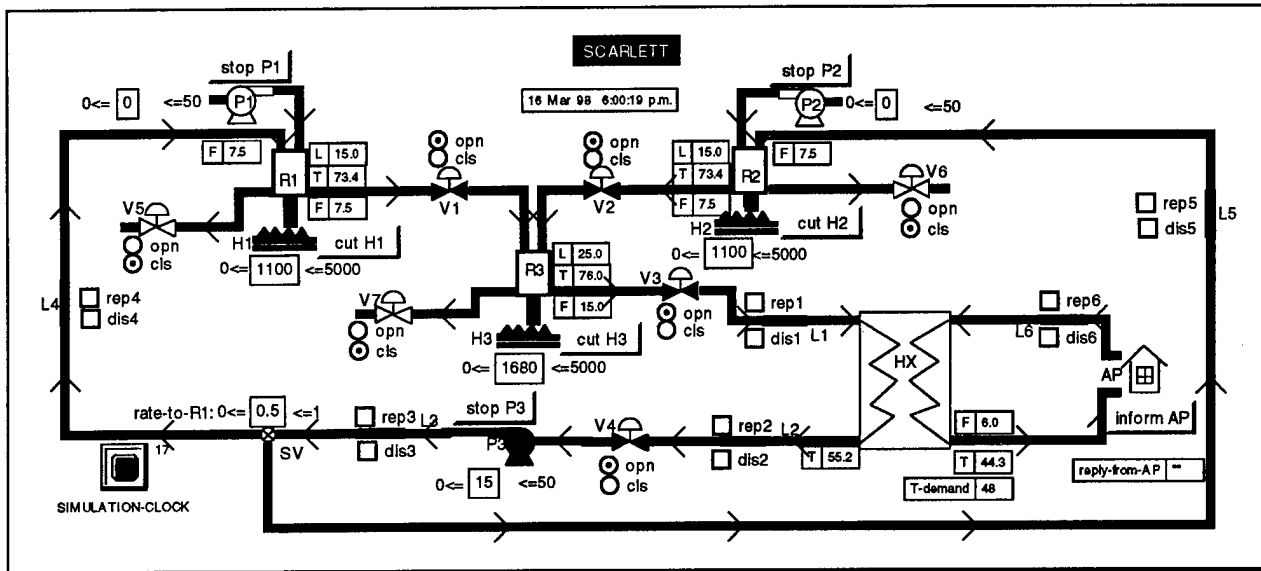 SCARLETT
stop P1
stop P2
0<= 0 <=50
P1
16 Mar 98 6:00:19 p.m.
P2
0<= 0 <=50
F 7.5
R1
L 15.0
T 73.4
F 7.5
opn
cls
V1
opn
cls
V2
L 15.0
T 73.4
F 7.5
R2
F 7.5
V6
opn
cls
V5
opn
cls
H1
cut H1
0<= 1100 <=5000
H2
cut H2
0<= 1100 <=5000
rep5
dis5
L5
L4
rep4
dis4
V7
opn
cls
R3
L 25.0
T 76.0
F 15.0
V3
opn
cls
H3
cut H3
0<= 1680 <=5000
rep1
dis1
L1
HX
rep6
dis6
L6
AP
inform AP
rate-to-R1: 0<= 0.5 <=1
SV
rep3
dis3
L3
stop P3
P3
0<= 15 <=50
V4
opn
cls
rep2
dis2
L2
T 55.2
F 6.0
T 44.3
T-demand 48
reply-from-AP ""
17
SIMULATION-CLOCK